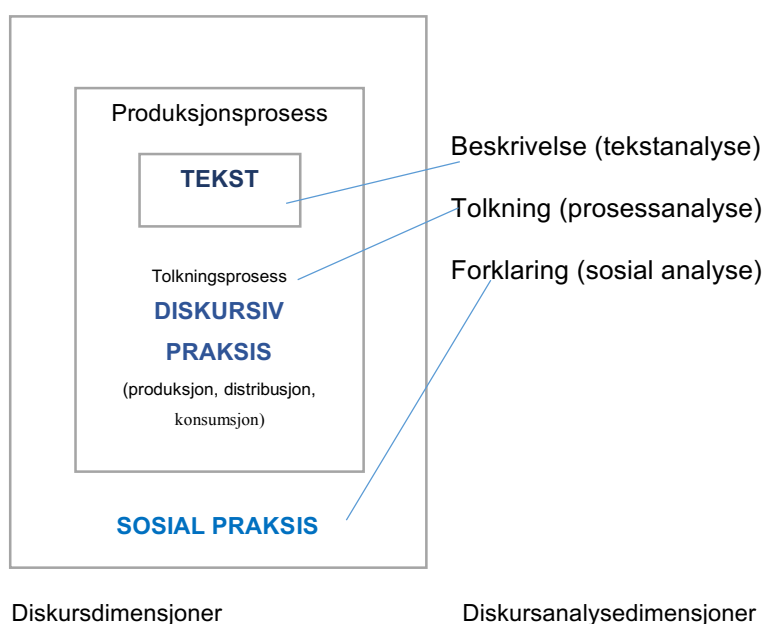 Produksjonsprosess
TEKST
Tolkningsprosess
DISKURSIV
PRAKSIS
(produksjon, distribusjon,
konsumsjon)
SOSIAL PRAKSIS
Beskrivelse (tekstanalyse)
Tolkning (prosessanalyse)
Forklaring (sosial analyse)
Diskursdimensjoner
Diskursanalysedimensjoner